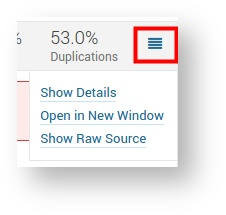 % 53.0%
Duplications
Show Details
Open in New Window
Show Raw Source